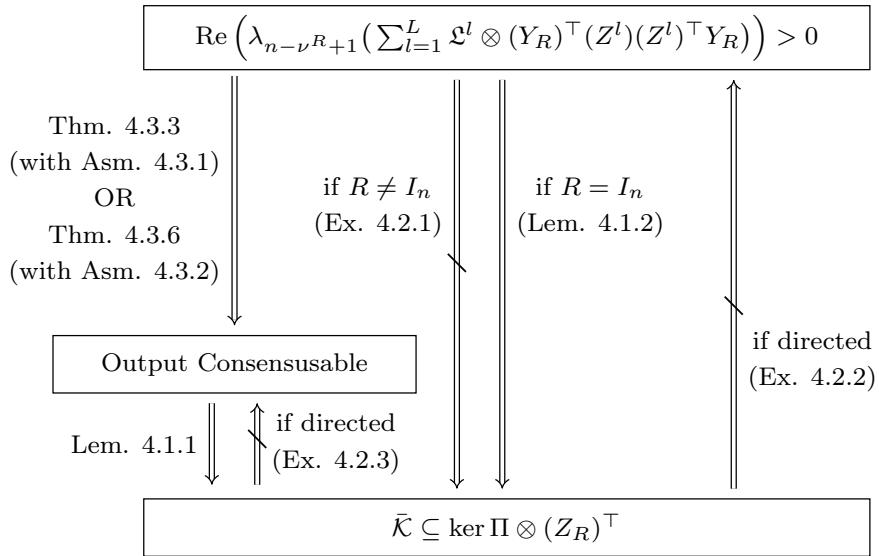 Re (λ_{n−ν^R+1}( ∑_{l=1}^{L} 𝔏^l ⊗ (Y_R)^⊤(Z^l)(Z^l)^⊤Y_R)) > 0
Thm. 4.3.3
(with Asm. 4.3.1)
OR
Thm. 4.3.6
(with Asm. 4.3.2)
if R ≠ I_n
(Ex. 4.2.1)
if R = I_n
(Lem. 4.1.2)
if directed
(Ex. 4.2.2)
Output Consensusable
Lem. 4.1.1
if directed
(Ex. 4.2.3)
𝒦̄ ⊆ ker Π ⊗ (Z_R)^⊤